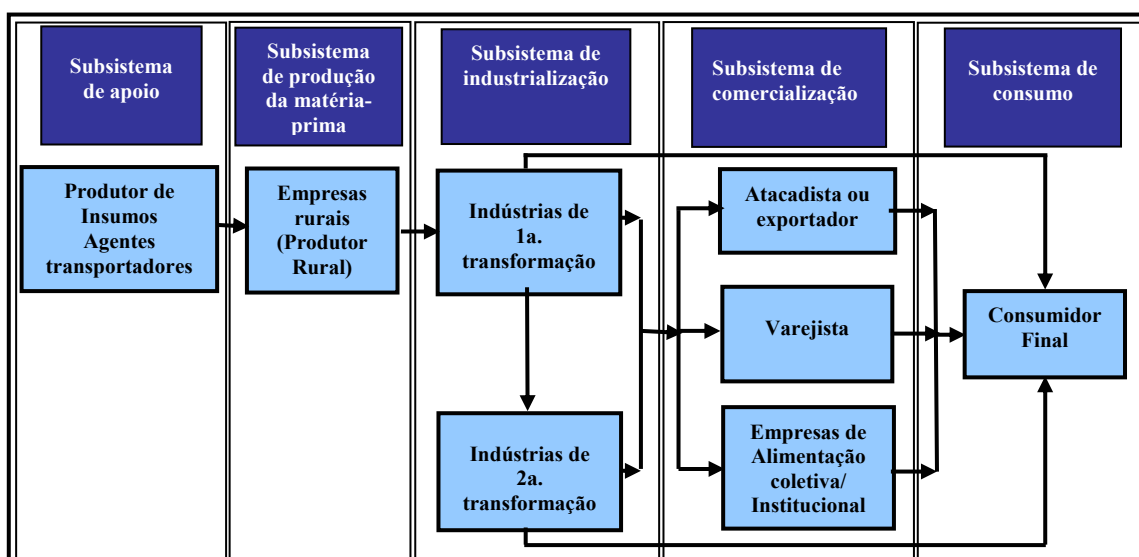 Subsistema
de apoio
Subsistema
de produção
da matéria-
prima
Subsistema de
industrialização
Subsistema de
comercialização
Subsistema de
consumo
Produtor de
Insumos
Agentes
transportadores
Empresas
rurais
(Produtor
Rural)
Indústrias de
1a.
transformação
Atacadista ou
exportador
Varejista
Consumidor
Final
Indústrias de
2a.
transformação
Empresas de
Alimentação
coletiva/
Institucional